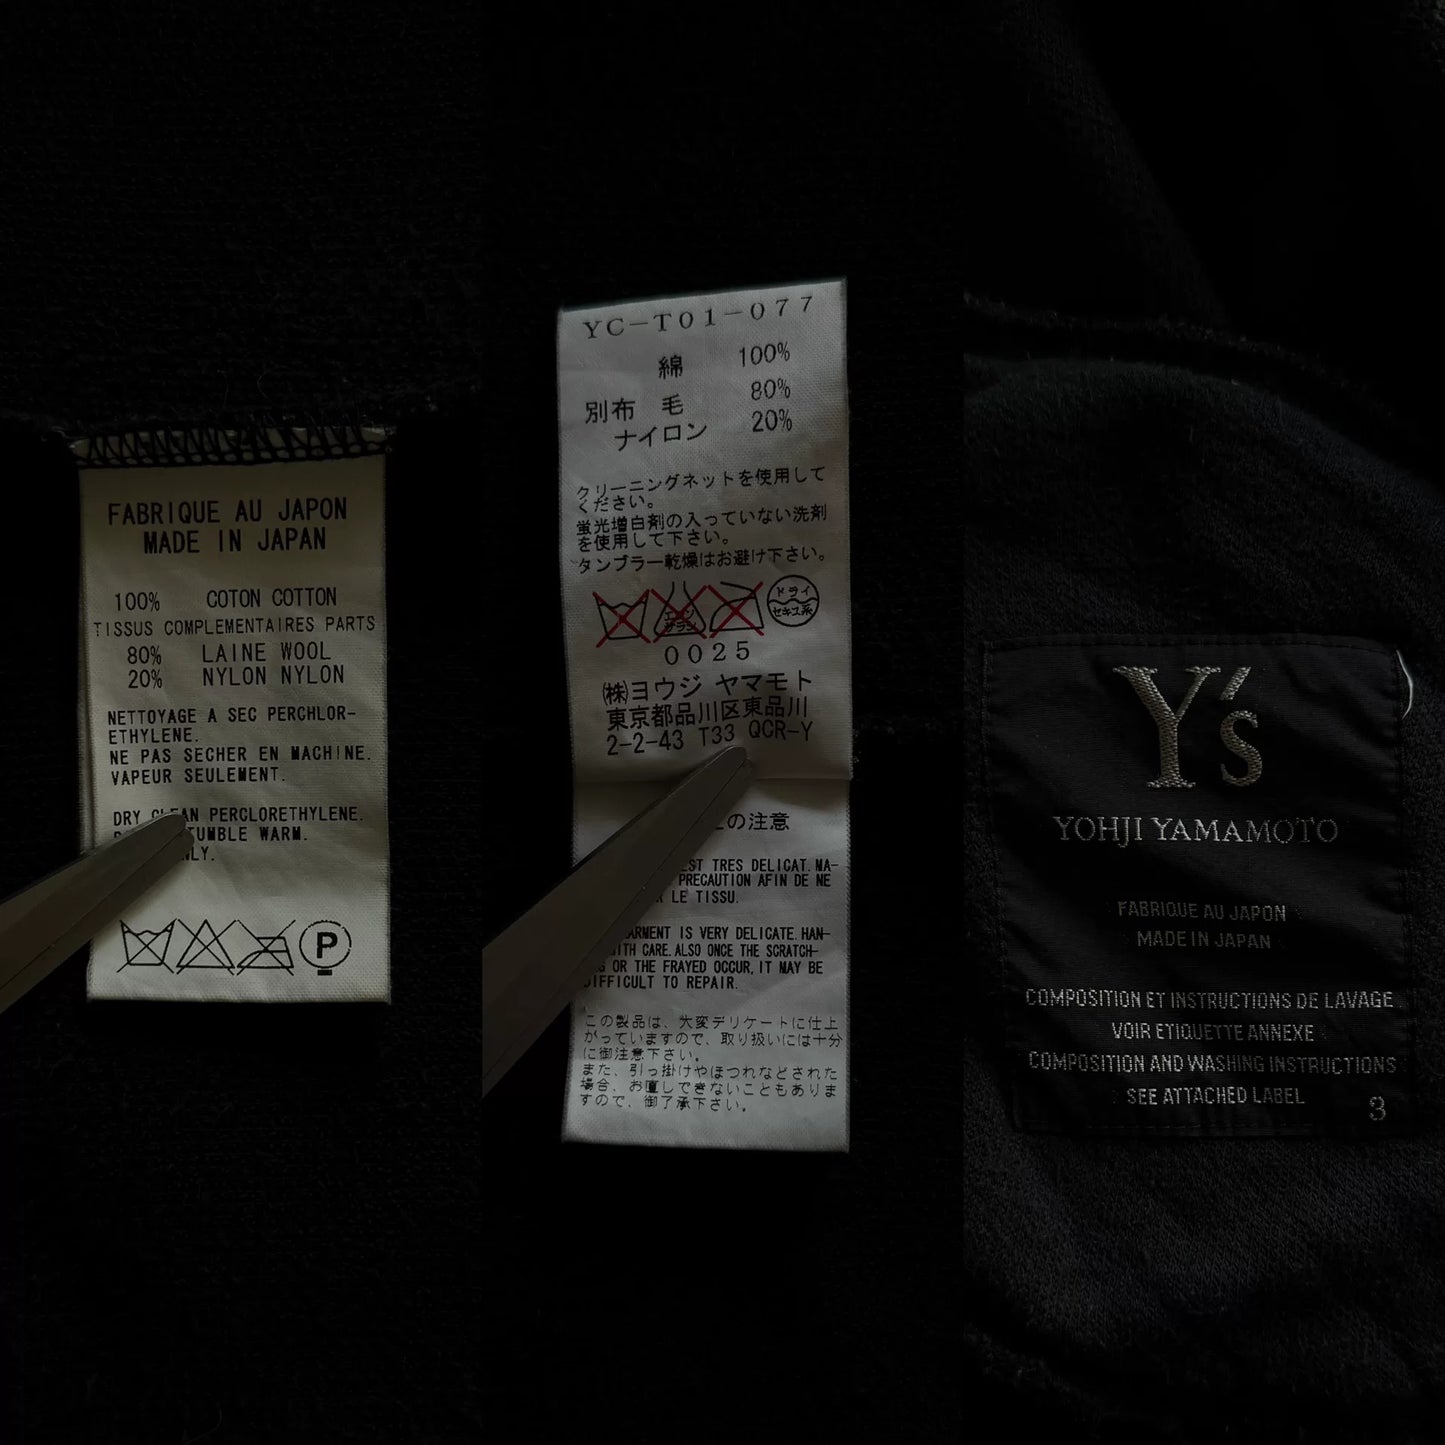 FABRIQUE AU JAPON
MADE IN JAPAN
100% COTON COTTON
TISSUS COMPLEMENTAIRES PARTS
80% LAINE WOOL
20% NYLON NYLON
NETTOYAGE A SEC PERCHLOR-
ETHYLENE.
NE PAS SECHER EN MACHINE.
VAPEUR SEULEMENT.
DRY CLEAN PERCLORETHYLENE.
TUMBLE WARM.
P
YC-T01-077
綿 100%
別布 毛 80%
ナイロン 20%
クリーニングネットを使用して
ください。
蛍光増白剤の入っていない洗剤
を使用して下さい。
タンブラー乾燥はお避け下さい。
エンソ
サラシ
ドライ
セキユ系
0025
(株)ヨウジ ヤマモト
東京都品川区東品川
2-2-43 T33 QCR-Y
の注意
EST TRES DELICAT. MA-
PRECAUTION AFIN DE NE
LE TISSU.
GARMENT IS VERY DELICATE. HAN-
WITH CARE. ALSO ONCE THE SCRATCH-
OR THE FRAYED OCCUR, IT MAY BE
DIFFICULT TO REPAIR.
この製品は、大変デリケートに仕上
がっていますので、取り扱いには十分
に御注意下さい。
また、引っ掛けやほつれなどされた
場合、お直しできないこともありま
すので、御了承下さい。
Y's
YOHJI YAMAMOTO
FABRIQUE AU JAPON
MADE IN JAPAN
COMPOSITION ET INSTRUCTIONS DE LAVAGE
VOIR ETIQUETTE ANNEXE
COMPOSITION AND WASHING INSTRUCTIONS
SEE ATTACHED LABEL
3